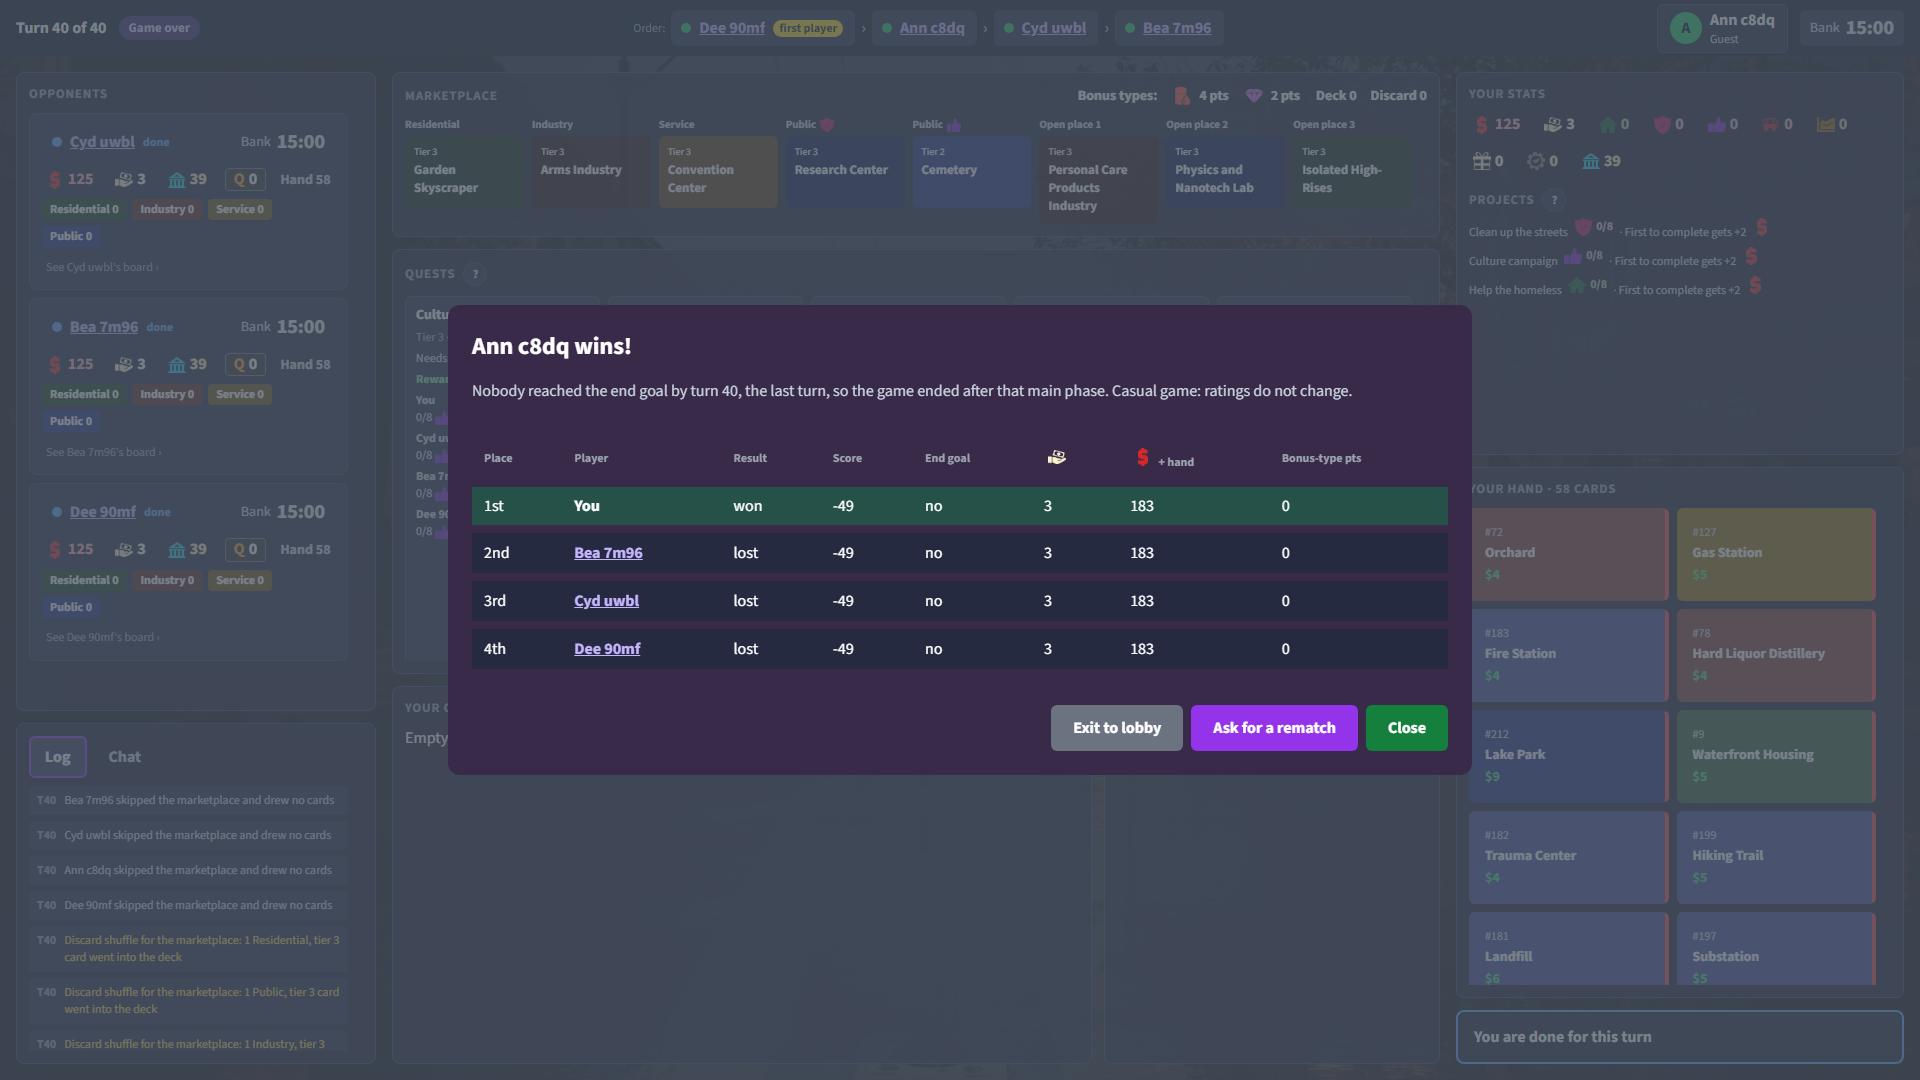 Turn 40 of 40 Game over
Order: Dee 90mf first player › Ann c8dq › Cyd uwbl › Bea 7m96
A Ann c8dq
Guest
Bank 15:00
OPPONENTS
Cyd uwbl done Bank 15:00
125 3 39 Q 0 Hand 58
Residential 0 Industry 0 Service 0
Public 0
See Cyd uwbl's board ›
Bea 7m96 done Bank 15:00
125 3 39 Q 0 Hand 58
Residential 0 Industry 0 Service 0
Public 0
See Bea 7m96's board ›
Dee 90mf done Bank 15:00
125 3 39 Q 0 Hand 58
Residential 0 Industry 0 Service 0
Public 0
See Dee 90mf's board ›
Log Chat
T40 Bea 7m96 skipped the marketplace and drew no cards
T40 Cyd uwbl skipped the marketplace and drew no cards
T40 Ann c8dq skipped the marketplace and drew no cards
T40 Dee 90mf skipped the marketplace and drew no cards
T40 Discard shuffle for the marketplace: 1 Residential, tier 3
card went into the deck
T40 Discard shuffle for the marketplace: 1 Public, tier 3 card
went into the deck
T40 Discard shuffle for the marketplace: 1 Industry, tier 3
MARKETPLACE
Bonus types: 4 pts 2 pts Deck 0 Discard 0
Residential
Tier 3
Garden
Skyscraper
Industry
Tier 3
Arms Industry
Service
Tier 3
Convention
Center
Public
Tier 3
Research Center
Public
Tier 2
Cemetery
Open place 1
Tier 3
Personal Care
Products
Industry
Open place 2
Tier 3
Physics and
Nanotech Lab
Open place 3
Tier 3
Isolated High-
Rises
QUESTS ?
Cultu
Tier 3
Needs
Rewar
You
0/8
Cyd uw
0/8
Bea 7m
0/8
Dee 90
0/8
YOUR C
Empty
Ann c8dq wins!
Nobody reached the end goal by turn 40, the last turn, so the game ended after that main phase. Casual game: ratings do not change.
Place Player Result Score End goal + hand Bonus-type pts
1st You won -49 no 3 183 0
2nd Bea 7m96 lost -49 no 3 183 0
3rd Cyd uwbl lost -49 no 3 183 0
4th Dee 90mf lost -49 no 3 183 0
Exit to lobby Ask for a rematch Close
YOUR STATS
125 3 0 0 0 0 0
0 0 39
PROJECTS ?
Clean up the streets 0/8 · First to complete gets +2
Culture campaign 0/8 · First to complete gets +2
Help the homeless 0/8 · First to complete gets +2
YOUR HAND - 58 CARDS
#72
Orchard
$4
#127
Gas Station
$5
#183
Fire Station
$4
#78
Hard Liquor Distillery
$4
#212
Lake Park
$9
#9
Waterfront Housing
$5
#182
Trauma Center
$4
#199
Hiking Trail
$5
#181
Landfill
$6
#197
Substation
$5
You are done for this turn